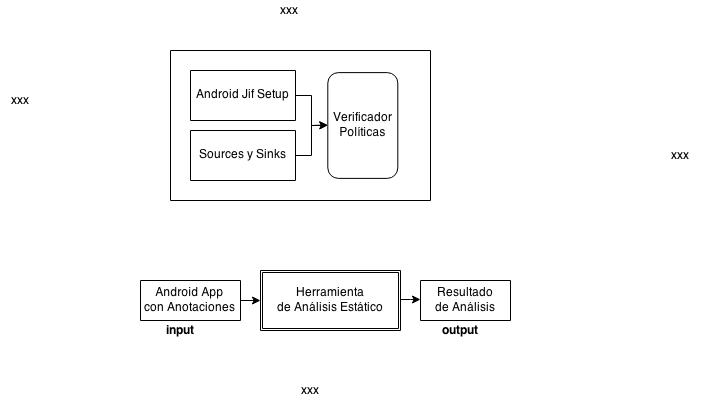 xxx
Android Jif Setup
xxx
Verificador
Políticas
Sources y Sinks
xxx
Android App
con Anotaciones
Herramienta
de Análisis Estático
Resultado
de Análisis
input
output
xxx